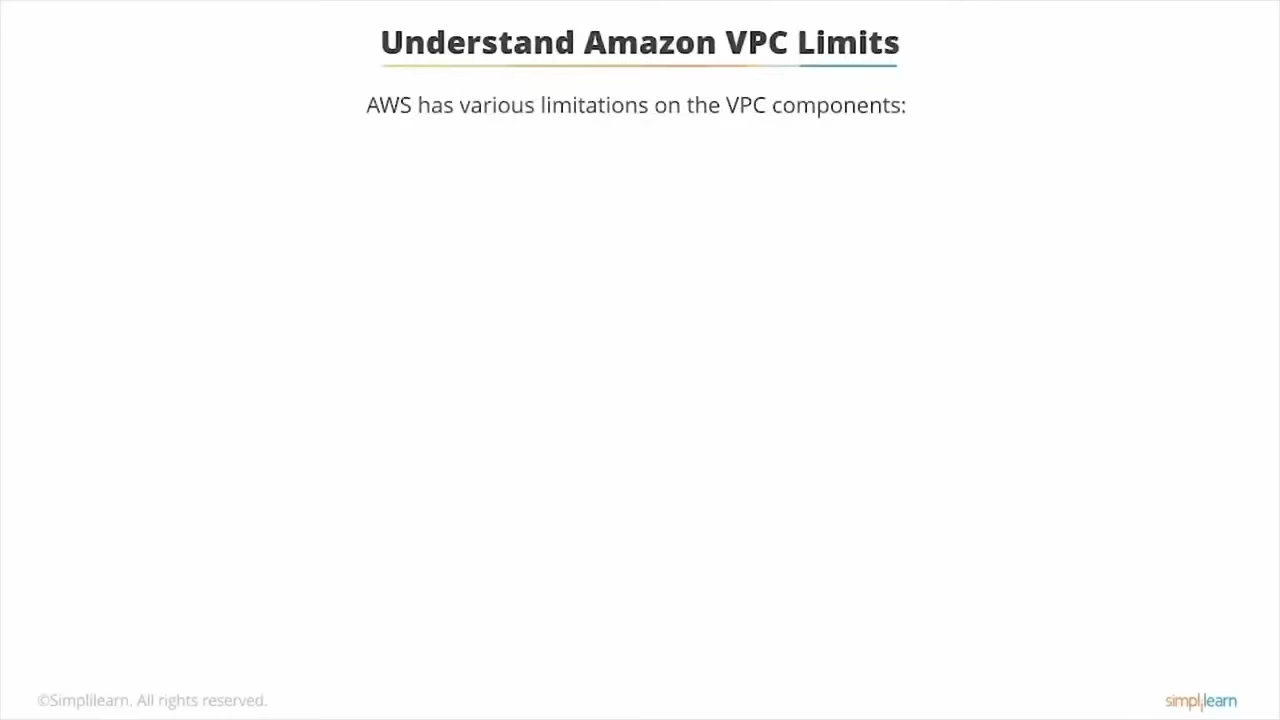 Understand Amazon VPC Limits
AWS has various limitations on the VPC components:
©Simplilearn. All rights reserved.
simplilearn